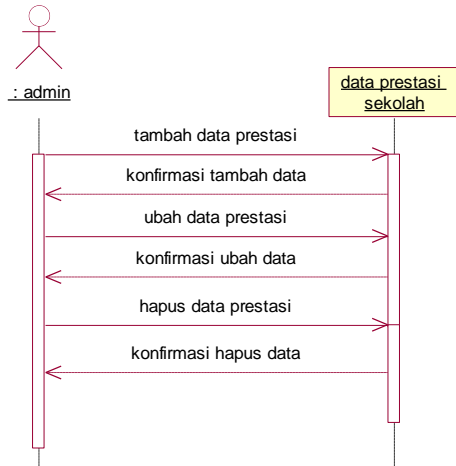 : admin
data prestasi
sekolah
tambah data prestasi
konfirmasi tambah data
ubah data prestasi
konfirmasi ubah data
hapus data prestasi
konfirmasi hapus data